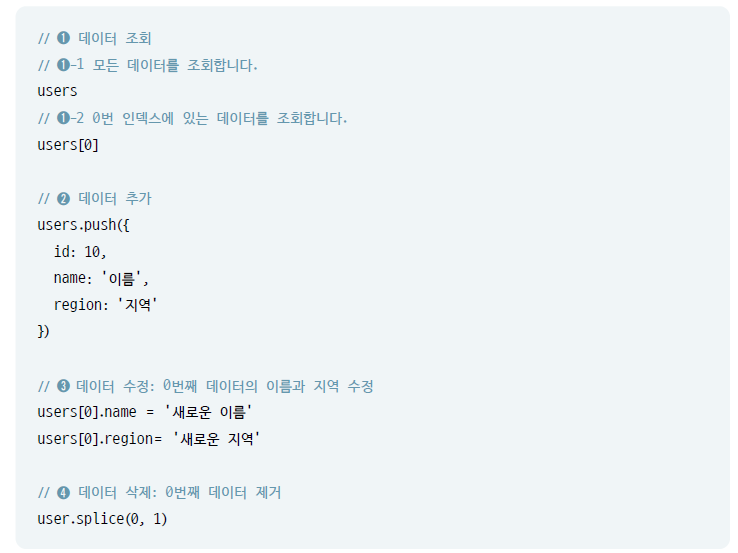 // ❶ 데이터 조회
// ❶-1 모든 데이터를 조회합니다.
users
// ❶-2 0번 인덱스에 있는 데이터를 조회합니다.
users[0]
// ❷ 데이터 추가
users.push({
  id: 10,
  name: '이름',
  region: '지역'
})
// ❸ 데이터 수정: 0번째 데이터의 이름과 지역 수정
users[0].name = '새로운 이름'
users[0].region= '새로운 지역'
// ❹ 데이터 삭제: 0번째 데이터 제거
user.splice(0, 1)